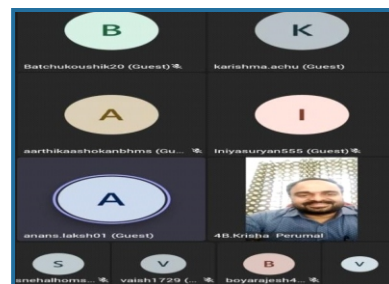 B
K
Batchukoushik20 (Guest)
karishma.achu (Guest)
A
I
aarthikaashokanbhms (Gu...
Iniyasuryan555 (Guest)
A
anans.laksh01 (Guest)
4B.Krisha Perumal
S
V
B
V
snehalhoms...
vaish1729 (...
boyarajesh4...